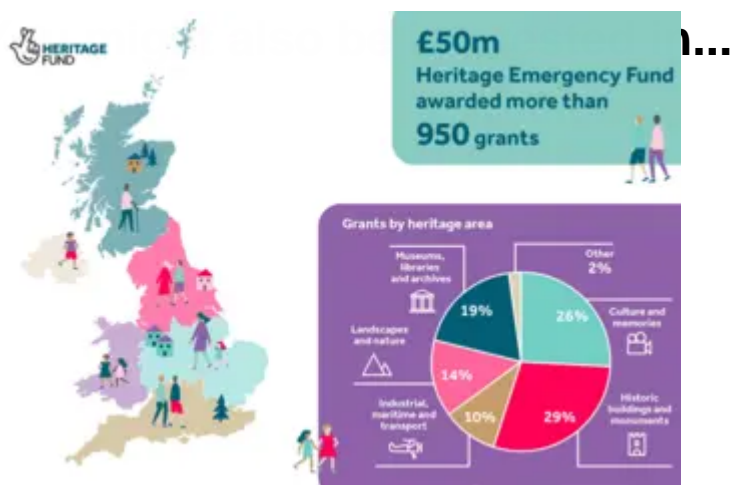 HERITAGE
FUND
£50m
Heritage Emergency Fund
awarded more than
950 grants
Grants by heritage area
Museums,
libraries
and archives
19%
Other
2%
26%
Culture and
memories
Landscapes
and nature
14%
Industrial,
maritime and
transport
10%
29%
Historic
buildings and
monuments